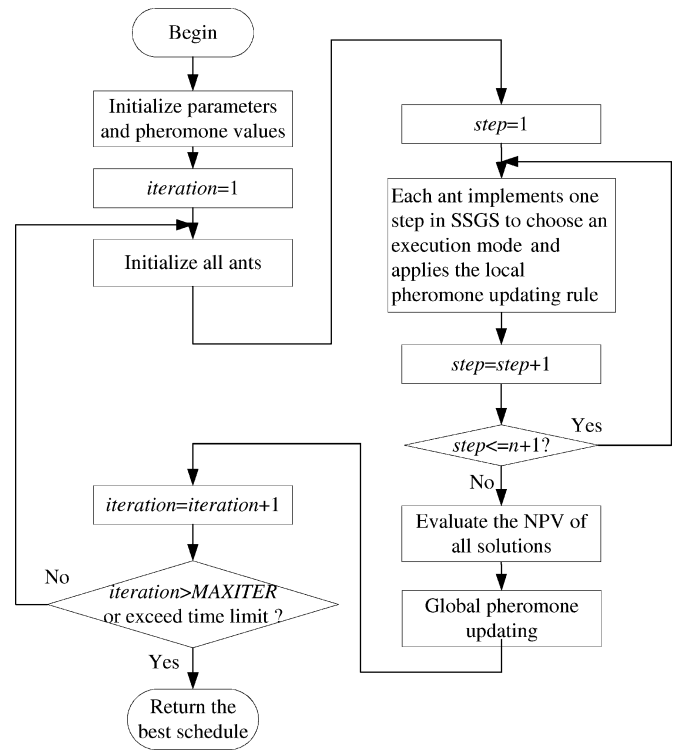 Begin
Initialize parameters
and pheromone values
iteration=1
Initialize all ants
step=1
Each ant implements one
step in SSGS to choose an
execution mode and
applies the local
pheromone updating rule
step=step+1
step<=n+1?
Yes
No
Evaluate the NPV of
all solutions
Global pheromone
updating
iteration=iteration+1
iteration>MAXITER
or exceed time limit ?
No
Yes
Return the
best schedule